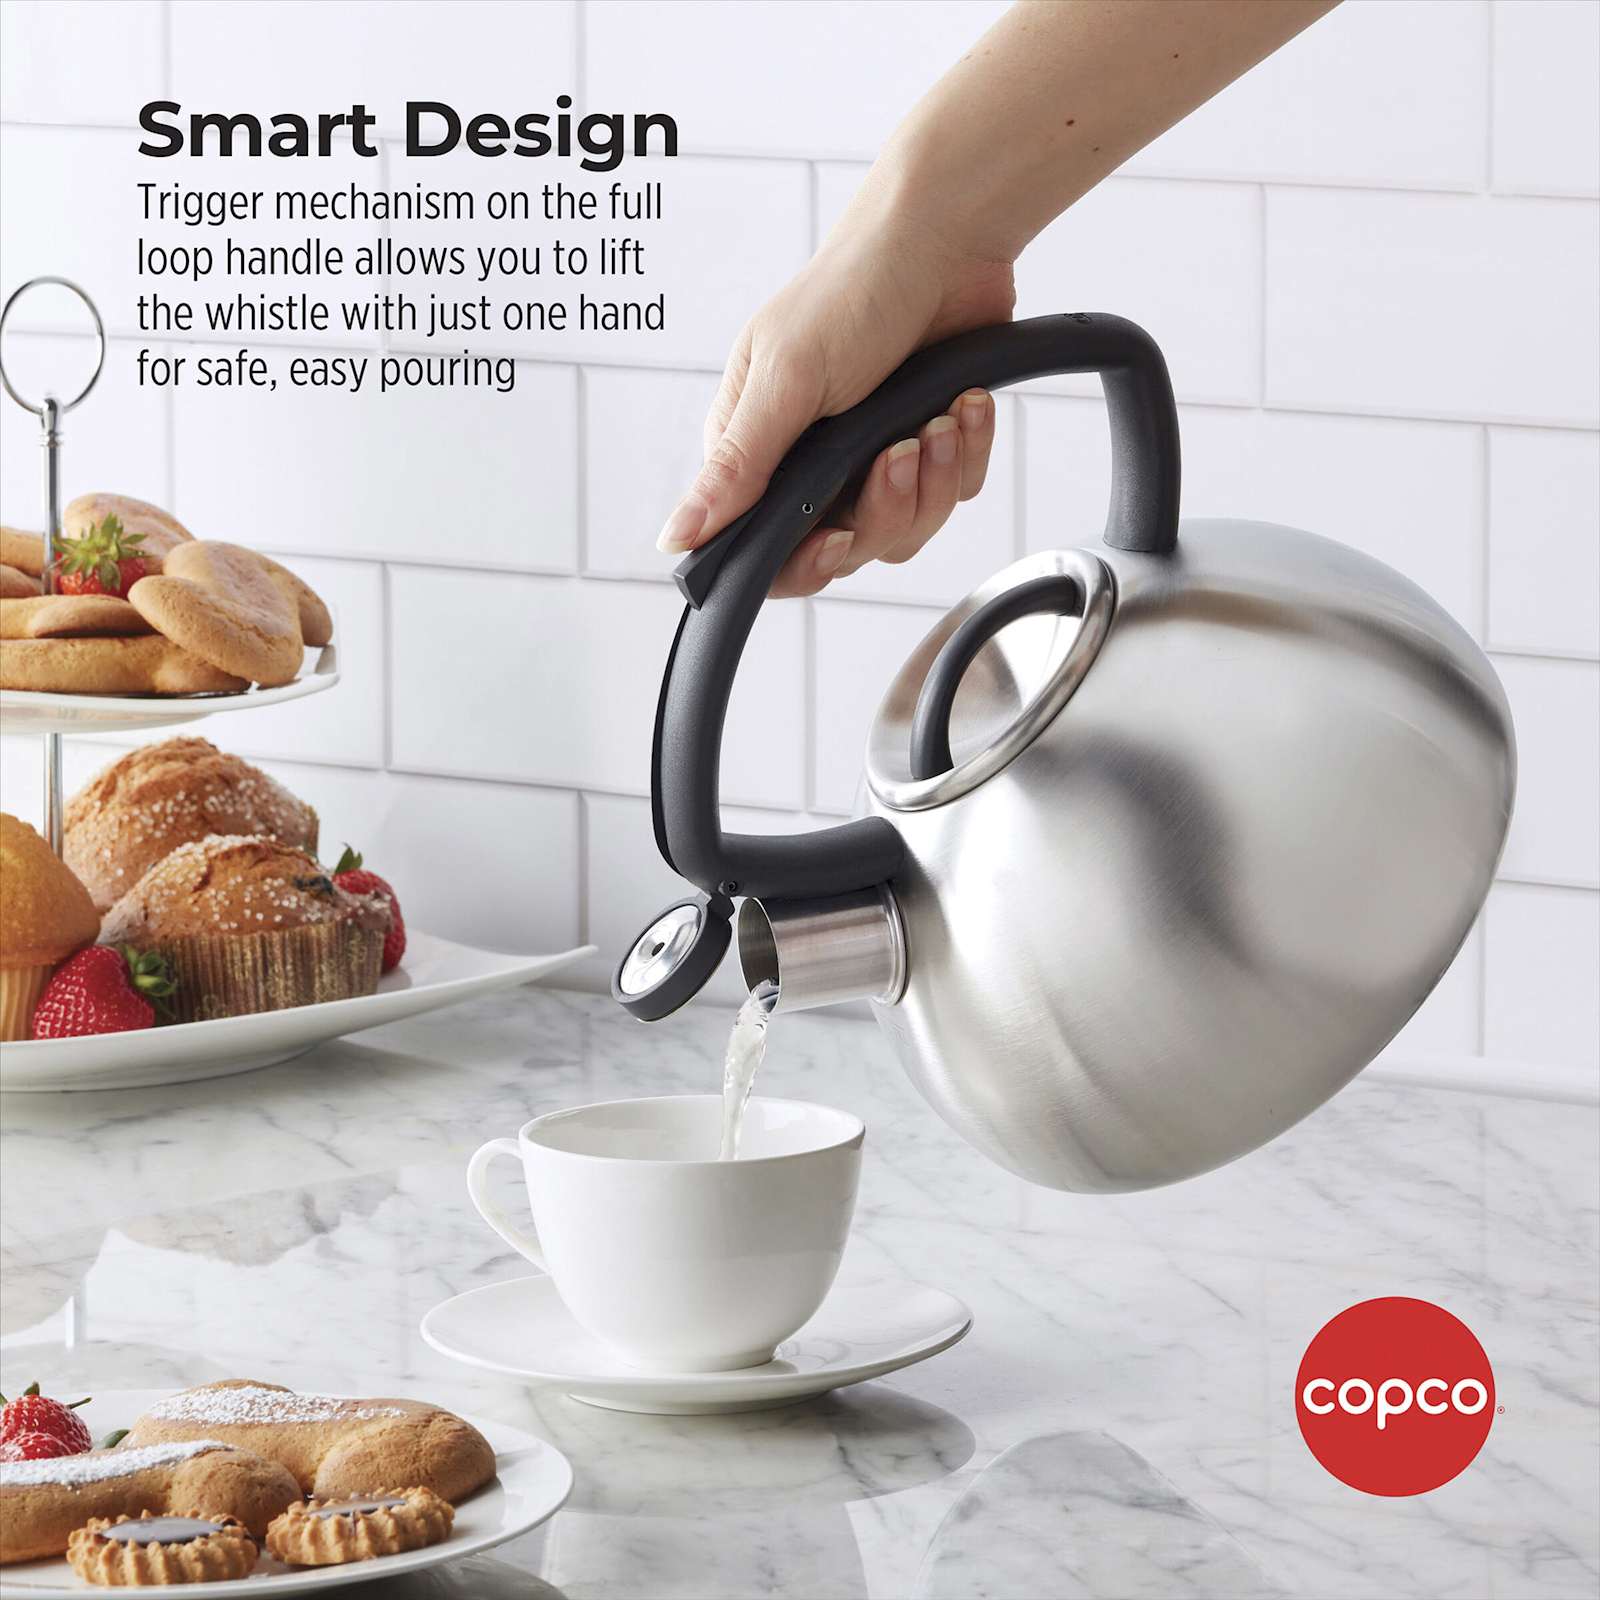 Smart Design
Trigger mechanism on the full
loop handle allows you to lift
the whistle with just one hand
for safe, easy pouring
copco®